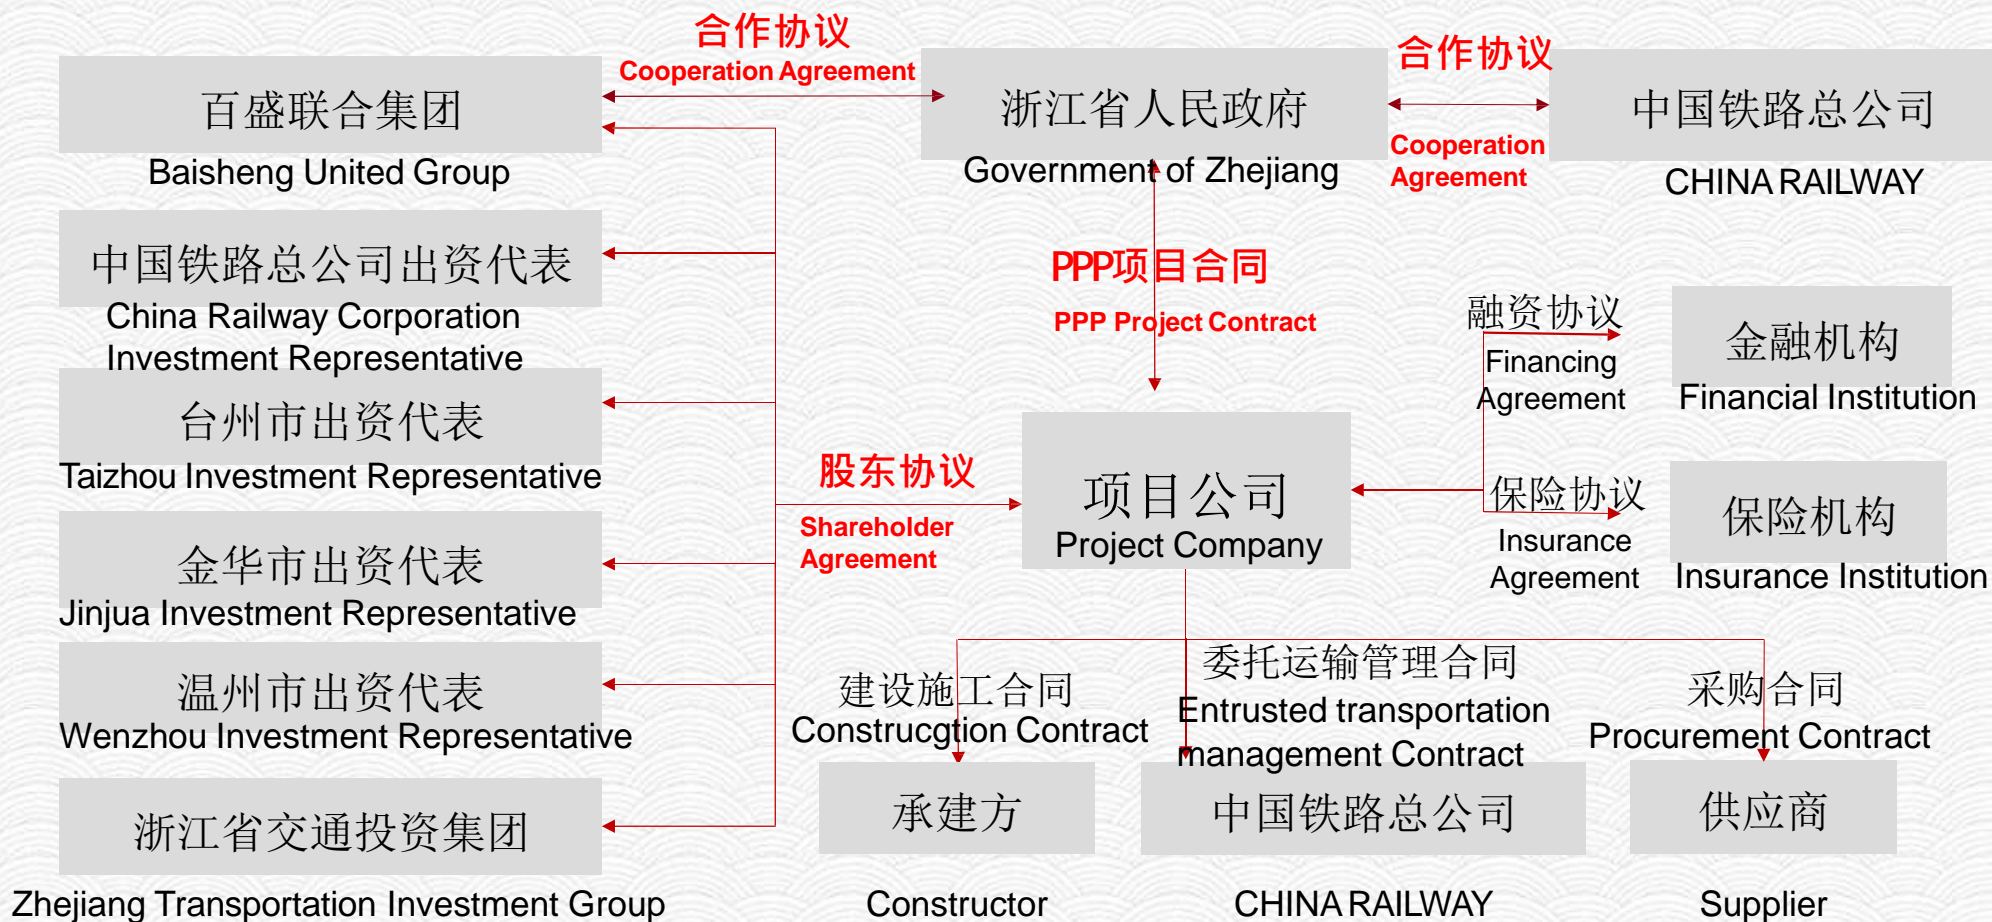 合作协议
Cooperation Agreement
合作协议
Cooperation
Agreement
百盛联合集团
Baisheng United Group
浙江省人民政府
Government of Zhejiang
中国铁路总公司
CHINA RAILWAY
中国铁路总公司出资代表
China Railway Corporation
Investment Representative
PPP项目合同
PPP Project Contract
融资协议
Financing
Agreement
金融机构
Financial Institution
台州市出资代表
Taizhou Investment Representative
股东协议
Shareholder
Agreement
项目公司
Project Company
保险协议
Insurance
Agreement
保险机构
Insurance Institution
金华市出资代表
Jinjua Investment Representative
温州市出资代表
Wenzhou Investment Representative
建设施工合同
Construcgtion Contract
委托运输管理合同
Entrusted transportation
management Contract
采购合同
Procurement Contract
浙江省交通投资集团
Zhejiang Transportation Investment Group
承建方
Constructor
中国铁路总公司
CHINA RAILWAY
供应商
Supplier